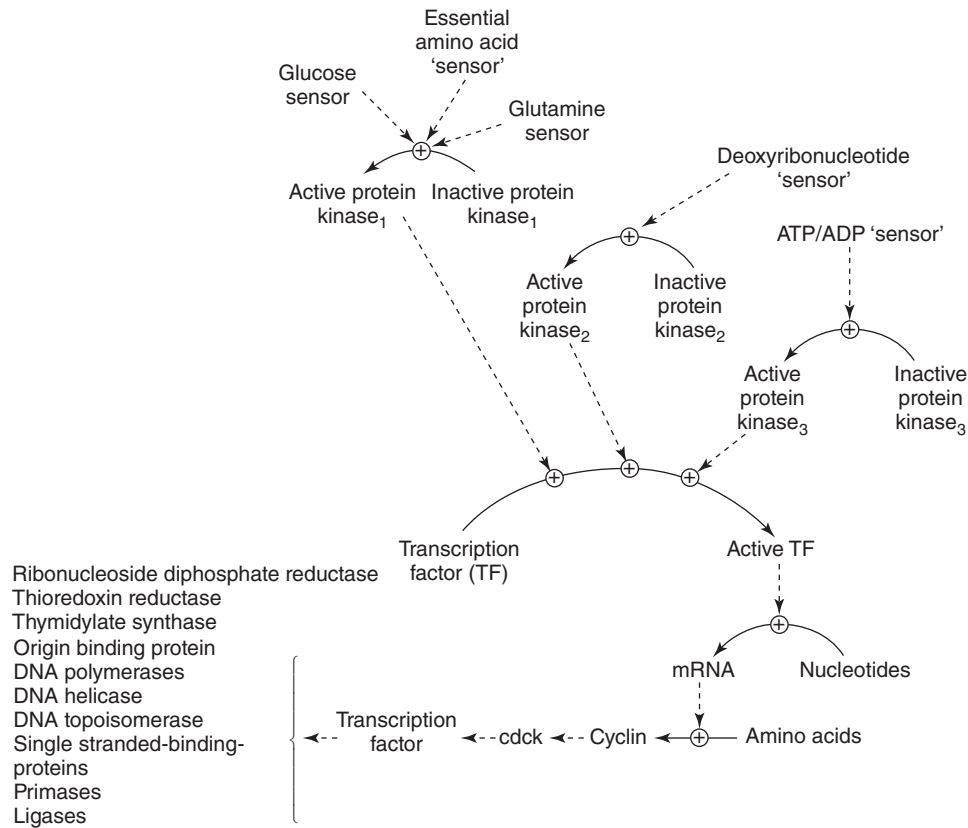 Essential
amino acid
‘sensor’
Glucose
sensor
Glutamine
sensor
+
Active protein
kinase1
Inactive protein
kinase1
Deoxyribonucleotide
‘sensor’
+
Active
protein
kinase2
Inactive
protein
kinase2
ATP/ADP ‘sensor’
+
Active
protein
kinase3
Inactive
protein
kinase3
+ + +
Transcription
factor (TF)
Active TF
+
mRNA
Nucleotides
Ribonucleoside diphosphate reductase
Thioredoxin reductase
Thymidylate synthase
Origin binding protein
DNA polymerases
DNA helicase
DNA topoisomerase
Single stranded-binding-
proteins
Primases
Ligases
Transcription
factor
cdck
Cyclin
+
Amino acids